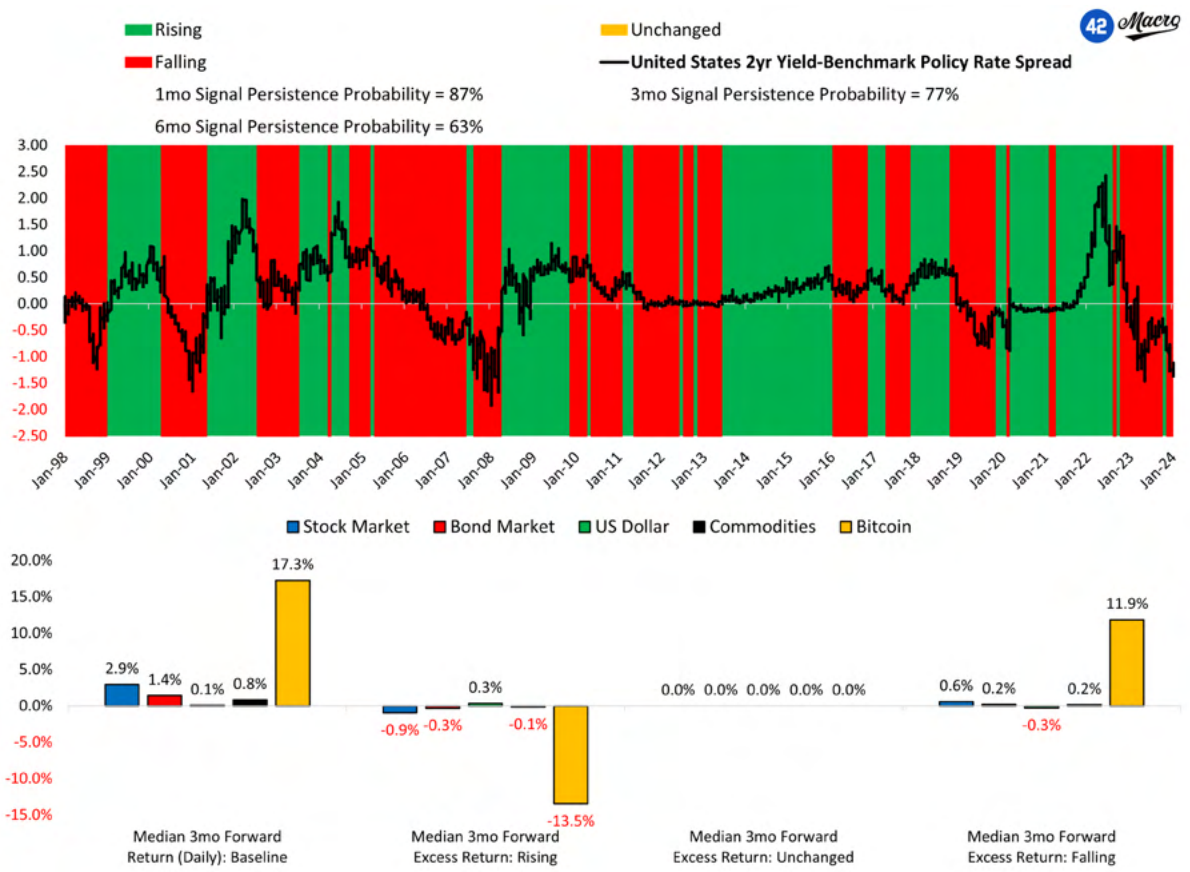 Rising
Unchanged
42 Macro
Falling
United States 2yr Yield-Benchmark Policy Rate Spread
1mo Signal Persistence Probability = 87%
3mo Signal Persistence Probability = 77%
6mo Signal Persistence Probability = 63%
3.00
2.50
2.00
1.50
1.00
0.50
0.00
-0.50
-1.00
-1.50
-2.00
-2.50
Jan-98
Jan-99
Jan-00
Jan-01
Jan-02
Jan-03
Jan-04
Jan-05
Jan-06
Jan-07
Jan-08
Jan-09
Jan-10
Jan-11
Jan-12
Jan-13
Jan-14
Jan-15
Jan-16
Jan-17
Jan-18
Jan-19
Jan-20
Jan-21
Jan-22
Jan-23
Jan-24
Stock Market Bond Market US Dollar Commodities Bitcoin
20.0%
15.0%
10.0%
5.0%
0.0%
-5.0%
-10.0%
-15.0%
2.9%
1.4%
0.1%
0.8%
17.3%
-0.9%
-0.3%
0.3%
-0.1%
-13.5%
0.0% 0.0% 0.0% 0.0% 0.0%
0.6%
0.2%
-0.3%
0.2%
11.9%
Median 3mo Forward
Return (Daily): Baseline
Median 3mo Forward
Excess Return: Rising
Median 3mo Forward
Excess Return: Unchanged
Median 3mo Forward
Excess Return: Falling